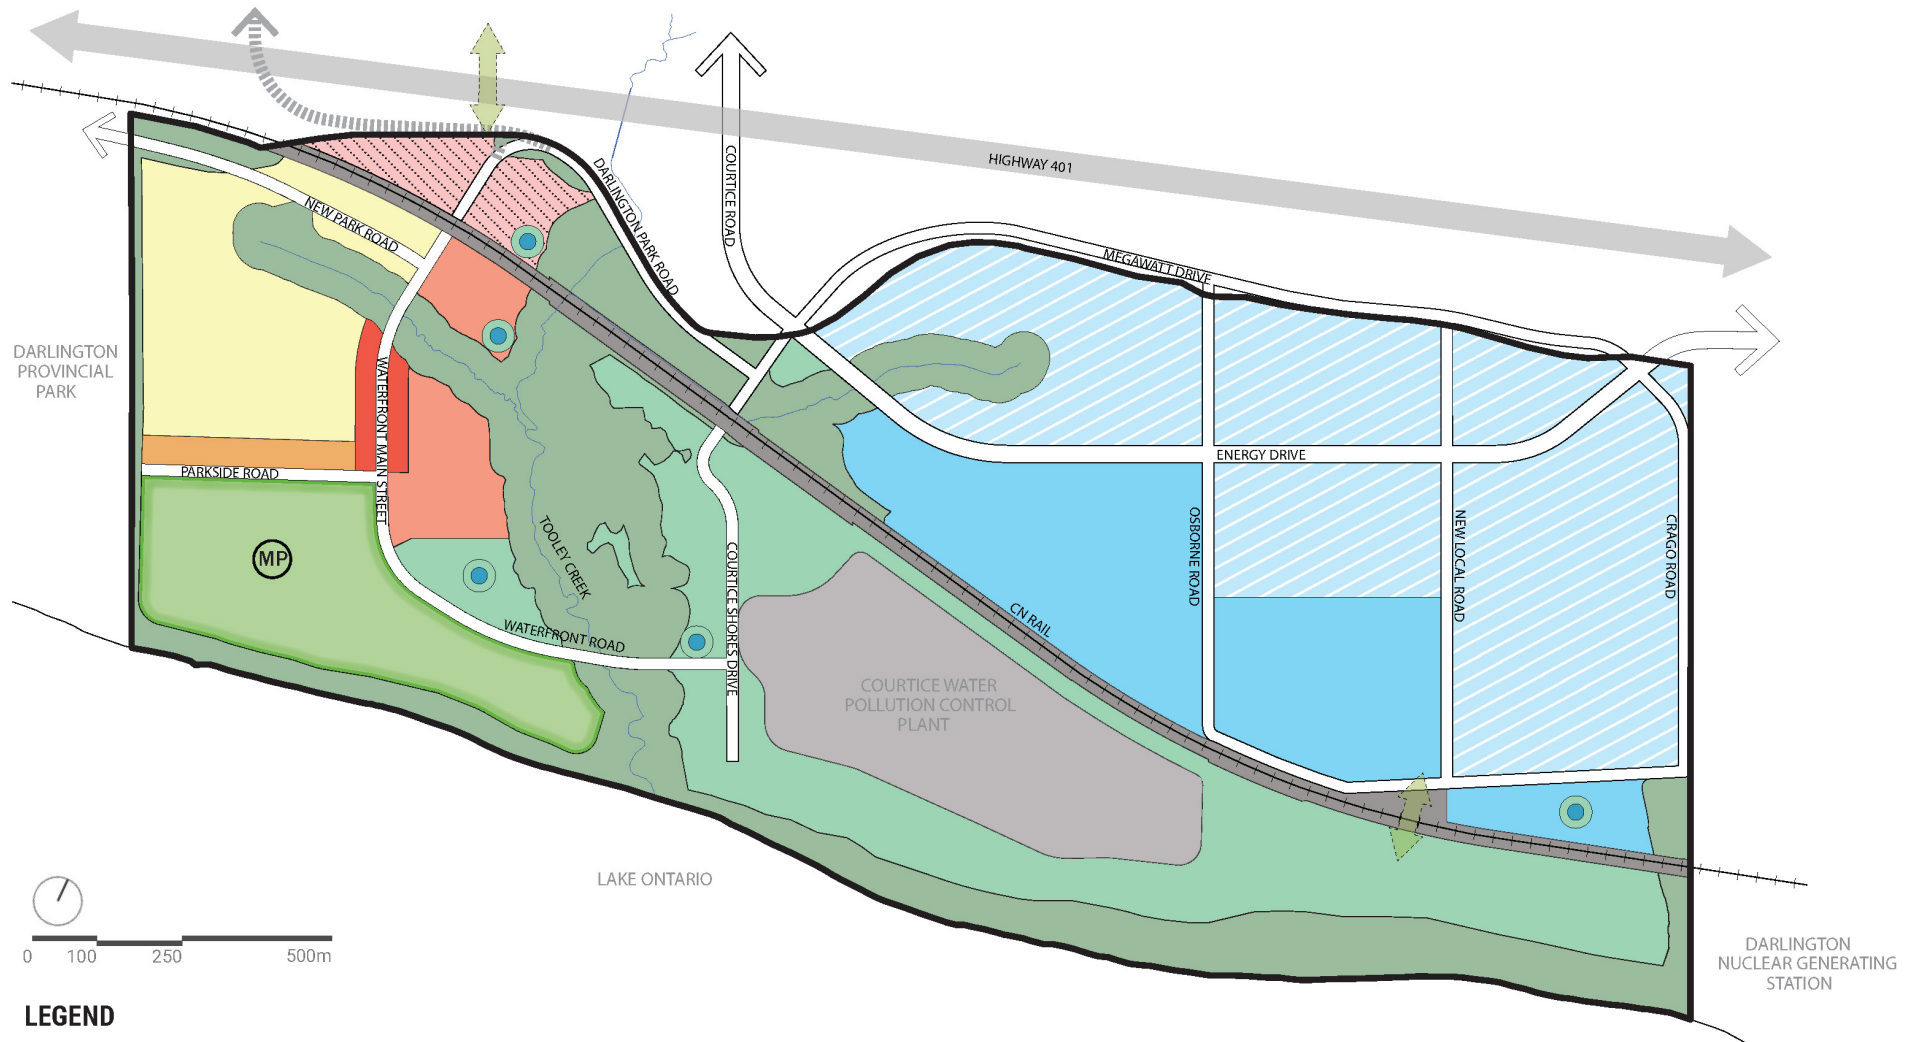 HIGHWAY 401
COURTICE ROAD
DARLINGTON PARK ROAD
NEW PARK ROAD
MEGAWATT DRIVE
DARLINGTON
PROVINCIAL
PARK
WATERFRONT MAIN STREET
PARKSIDE ROAD
ENERGY DRIVE
OSBORNE ROAD
NEW LOCAL ROAD
CRAGO ROAD
MP
TOOLEY CREEK
COURTICE SHORES DRIVE
CN RAIL
WATERFRONT ROAD
COURTICE WATER
POLLUTION CONTROL
PLANT
LAKE ONTARIO
0 100 250 500m
DARLINGTON
NUCLEAR GENERATING
STATION
LEGEND